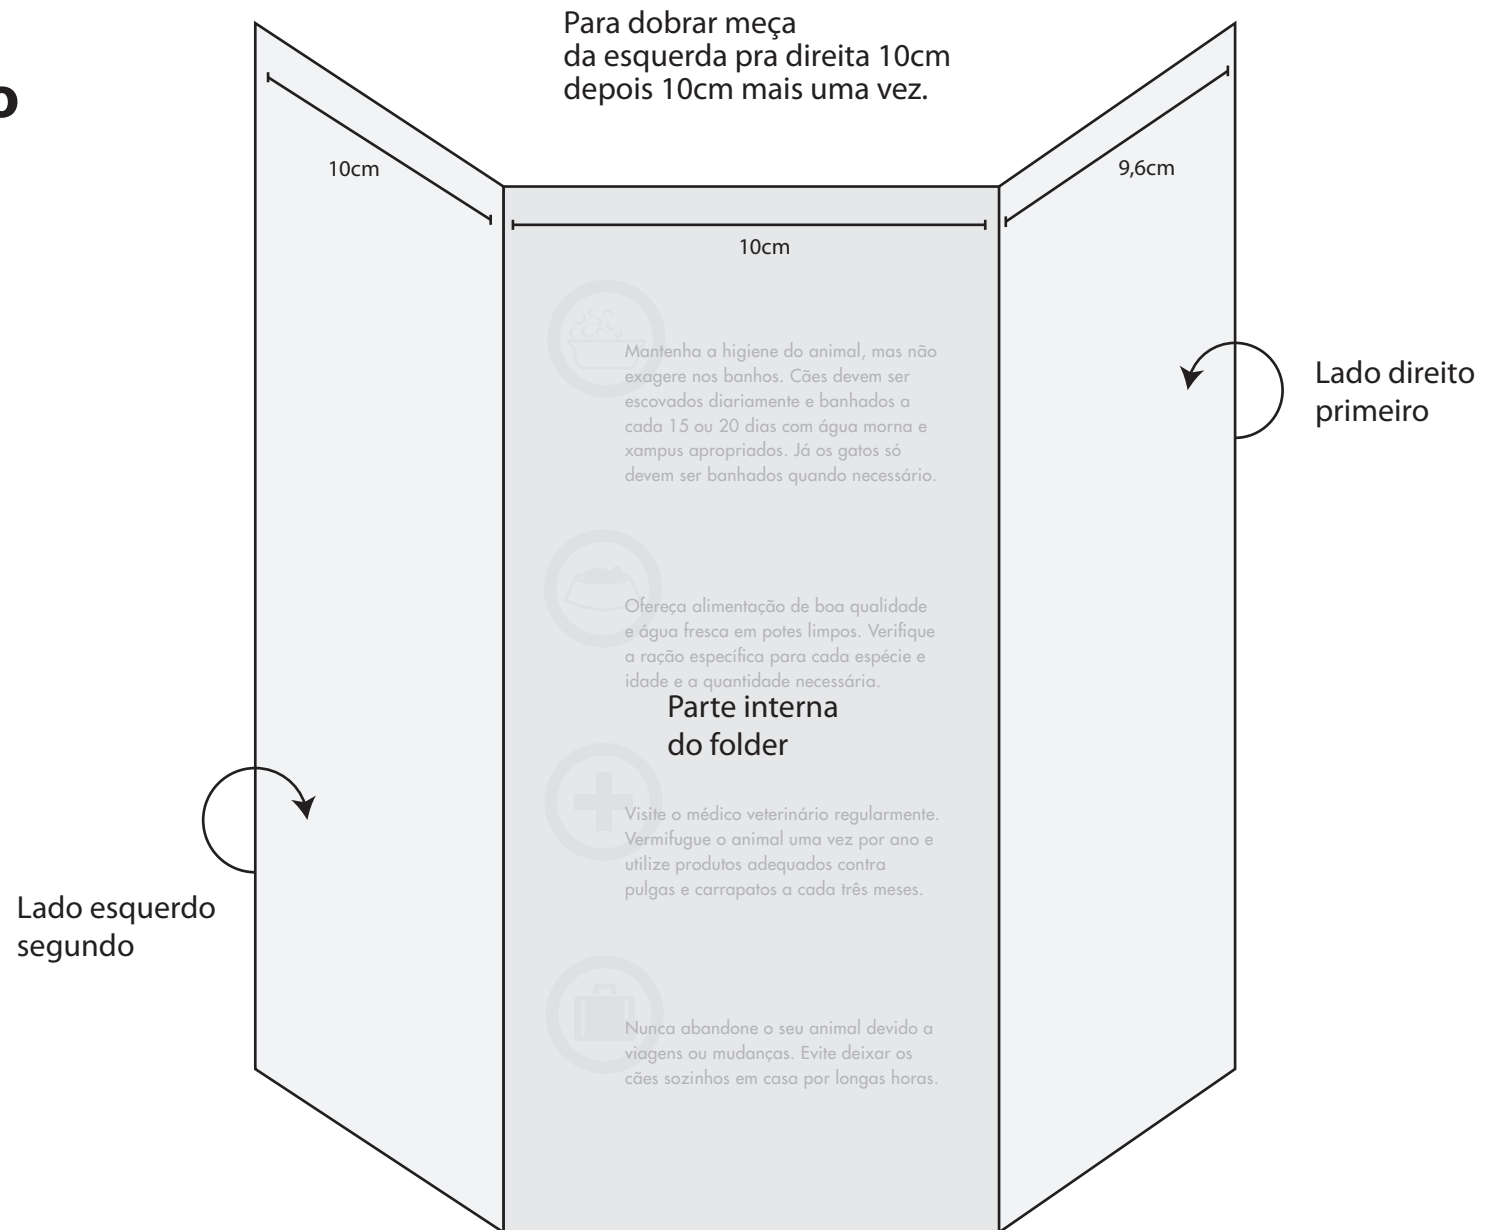 o
Para dobrar meça
da esquerda pra direita 10cm
depois 10cm mais uma vez.
10cm
10cm
9,6cm
Mantenha a higiene do animal, mas não
exagere nos banhos. Cães devem ser
escovados diariamente e banhados a
cada 15 ou 20 dias com água morna e
xampus apropriados. Já os gatos só
devem ser banhados quando necessário.
Lado direito
primeiro
Ofereça alimentação de boa qualidade
e água fresca em potes limpos. Verifique
a ração específica para cada espécie e
idade e a quantidade necessária.
Parte interna
do folder
Visite o médico veterinário regularmente.
Vermifugue o animal uma vez por ano e
utilize produtos adequados contra
pulgas e carrapatos a cada três meses.
Lado esquerdo
segundo
Nunca abandone o seu animal devido a
viagens ou mudanças. Evite deixar os
cães sozinhos em casa por longas horas.